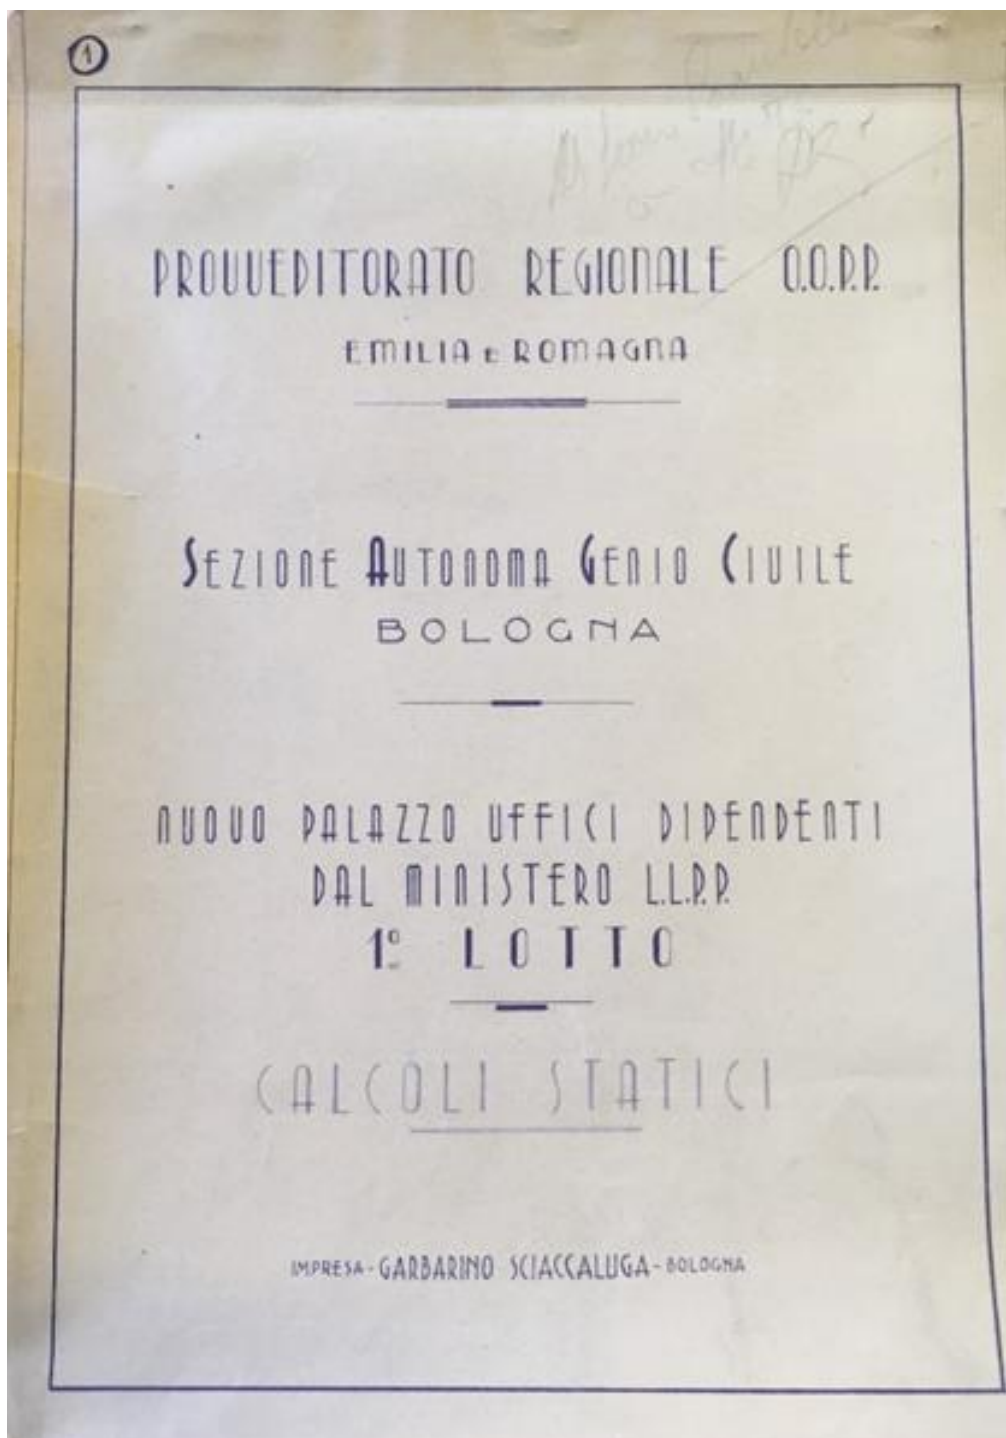 1
PROVVEDITORATO REGIONALE O.O.P.P.
EMILIA E ROMAGNA
SEZIONE AUTONOMA GENIO CIVILE
BOLOGNA
NUOVO PALAZZO UFFICI DIPENDENTI
DAL MINISTERO L.L.P.P.
1º LOTTO
CALCOLI STATICI
IMPRESA - GARBARINO SCIACCALUGA - BOLOGNA